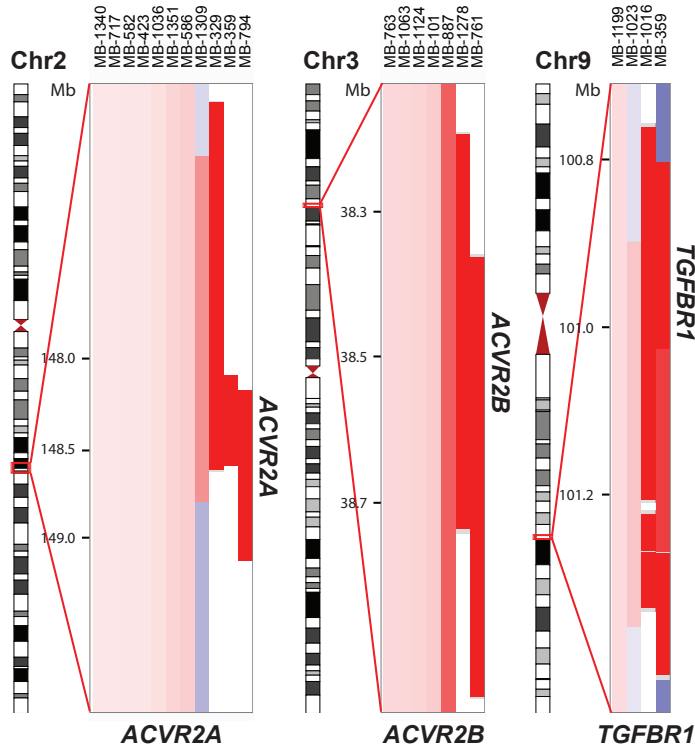 Chr2
Mb
MB-1340
MB-717
MB-582
MB-423
MB-1036
MB-1351
MB-586
MB-1309
MB-329
MB-359
MB-794
148.0
148.5
149.0
ACVR2A
ACVR2A
Chr3
Mb
MB-763
MB-1063
MB-1124
MB-101
MB-887
MB-1278
MB-761
38.3
38.5
38.7
ACVR2B
ACVR2B
Chr9
Mb
MB-1199
MB-1023
MB-1016
MB-359
100.8
101.0
101.2
TGFBR1
TGFBR1